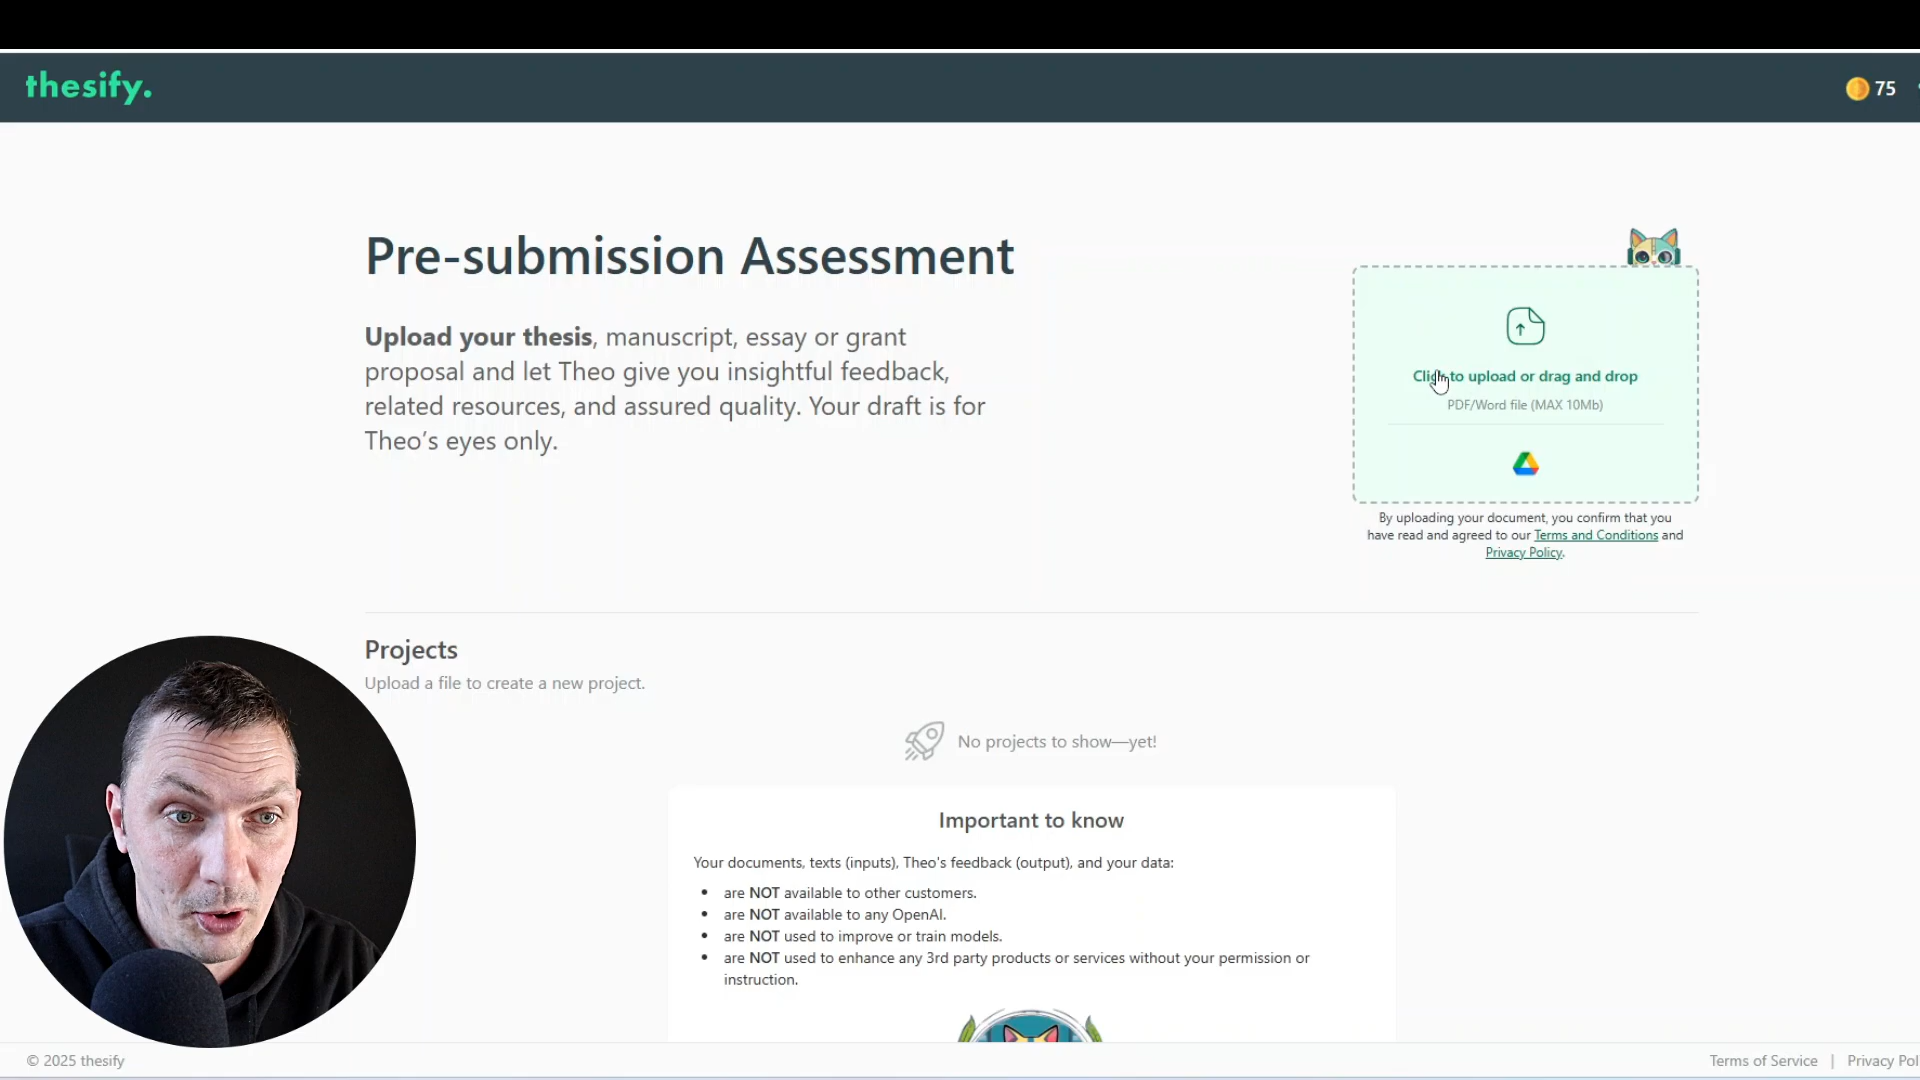 thesify.
75
Pre-submission Assessment
Upload your thesis, manuscript, essay or grant
proposal and let Theo give you insightful feedback,
related resources, and assured quality. Your draft is for
Theo’s eyes only.
Click to upload or drag and drop
PDF/Word file (MAX 10Mb)
By uploading your document, you confirm that you
have read and agreed to our Terms and Conditions and
Privacy Policy.
Projects
Upload a file to create a new project.
No projects to show—yet!
Important to know
Your documents, texts (inputs), Theo's feedback (output), and your data:
• are NOT available to other customers.
• are NOT available to any OpenAI.
• are NOT used to improve or train models.
• are NOT used to enhance any 3rd party products or services without your permission or
instruction.
© 2025 thesify
Terms of Service | Privacy Pol